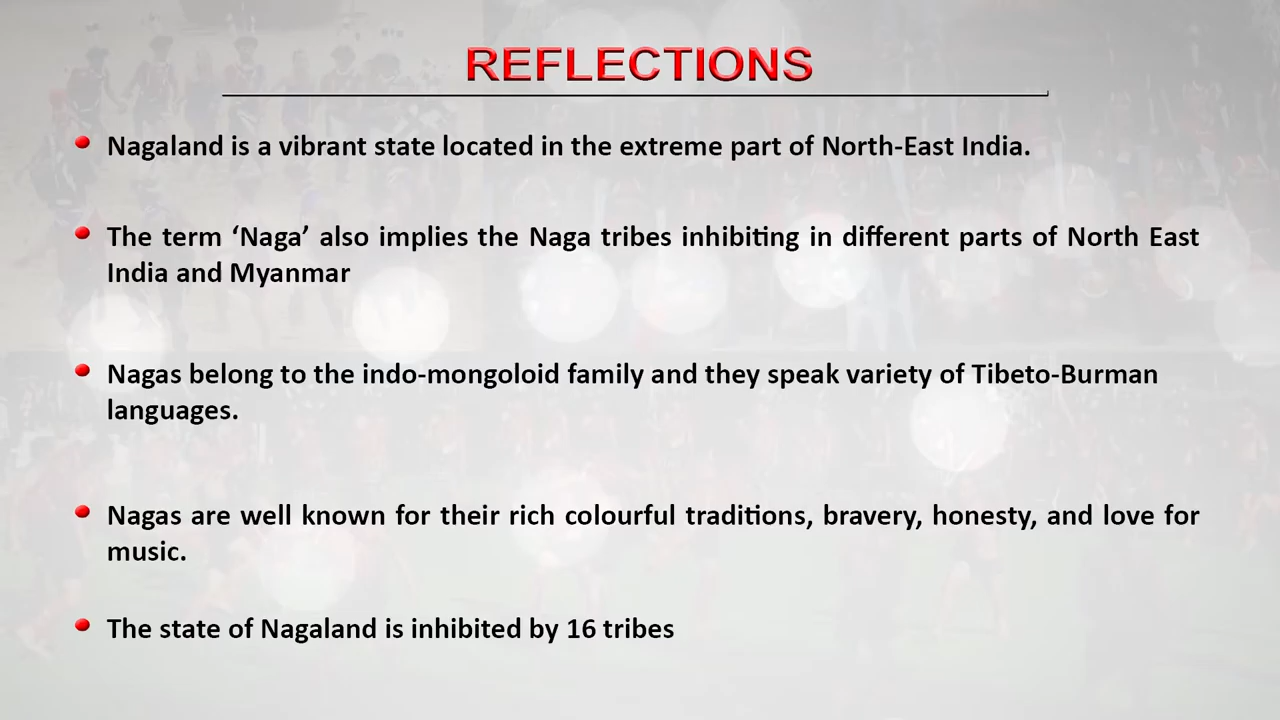 REFLECTIONS
Nagaland is a vibrant state located in the extreme part of North-East India.
The term ‘Naga’ also implies the Naga tribes inhibiting in different parts of North East
India and Myanmar
Nagas belong to the indo-mongoloid family and they speak variety of Tibeto-Burman
languages.
Nagas are well known for their rich colourful traditions, bravery, honesty, and love for
music.
The state of Nagaland is inhibited by 16 tribes